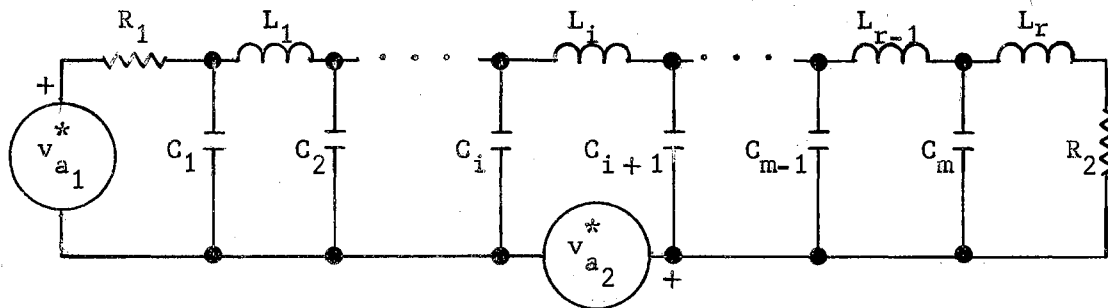 R₁ L₁ Lᵢ Lᵣ₋₁ Lᵣ
+
v*ₐ₁ C₁ C₂ Cᵢ Cᵢ₊₁ Cₘ₋₁ Cₘ R₂
v*ₐ₂
+